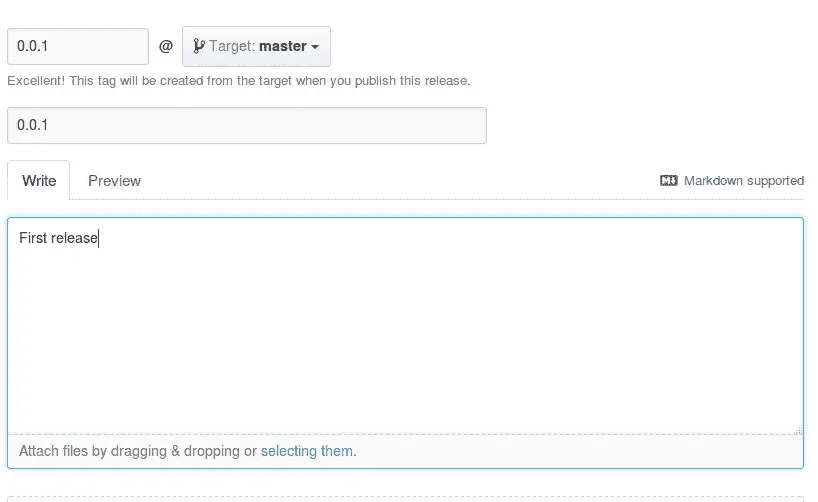 0.0.1 @ Target: master
Excellent! This tag will be created from the target when you publish this release.
0.0.1
Write Preview Markdown supported
First release
Attach files by dragging & dropping or selecting them.